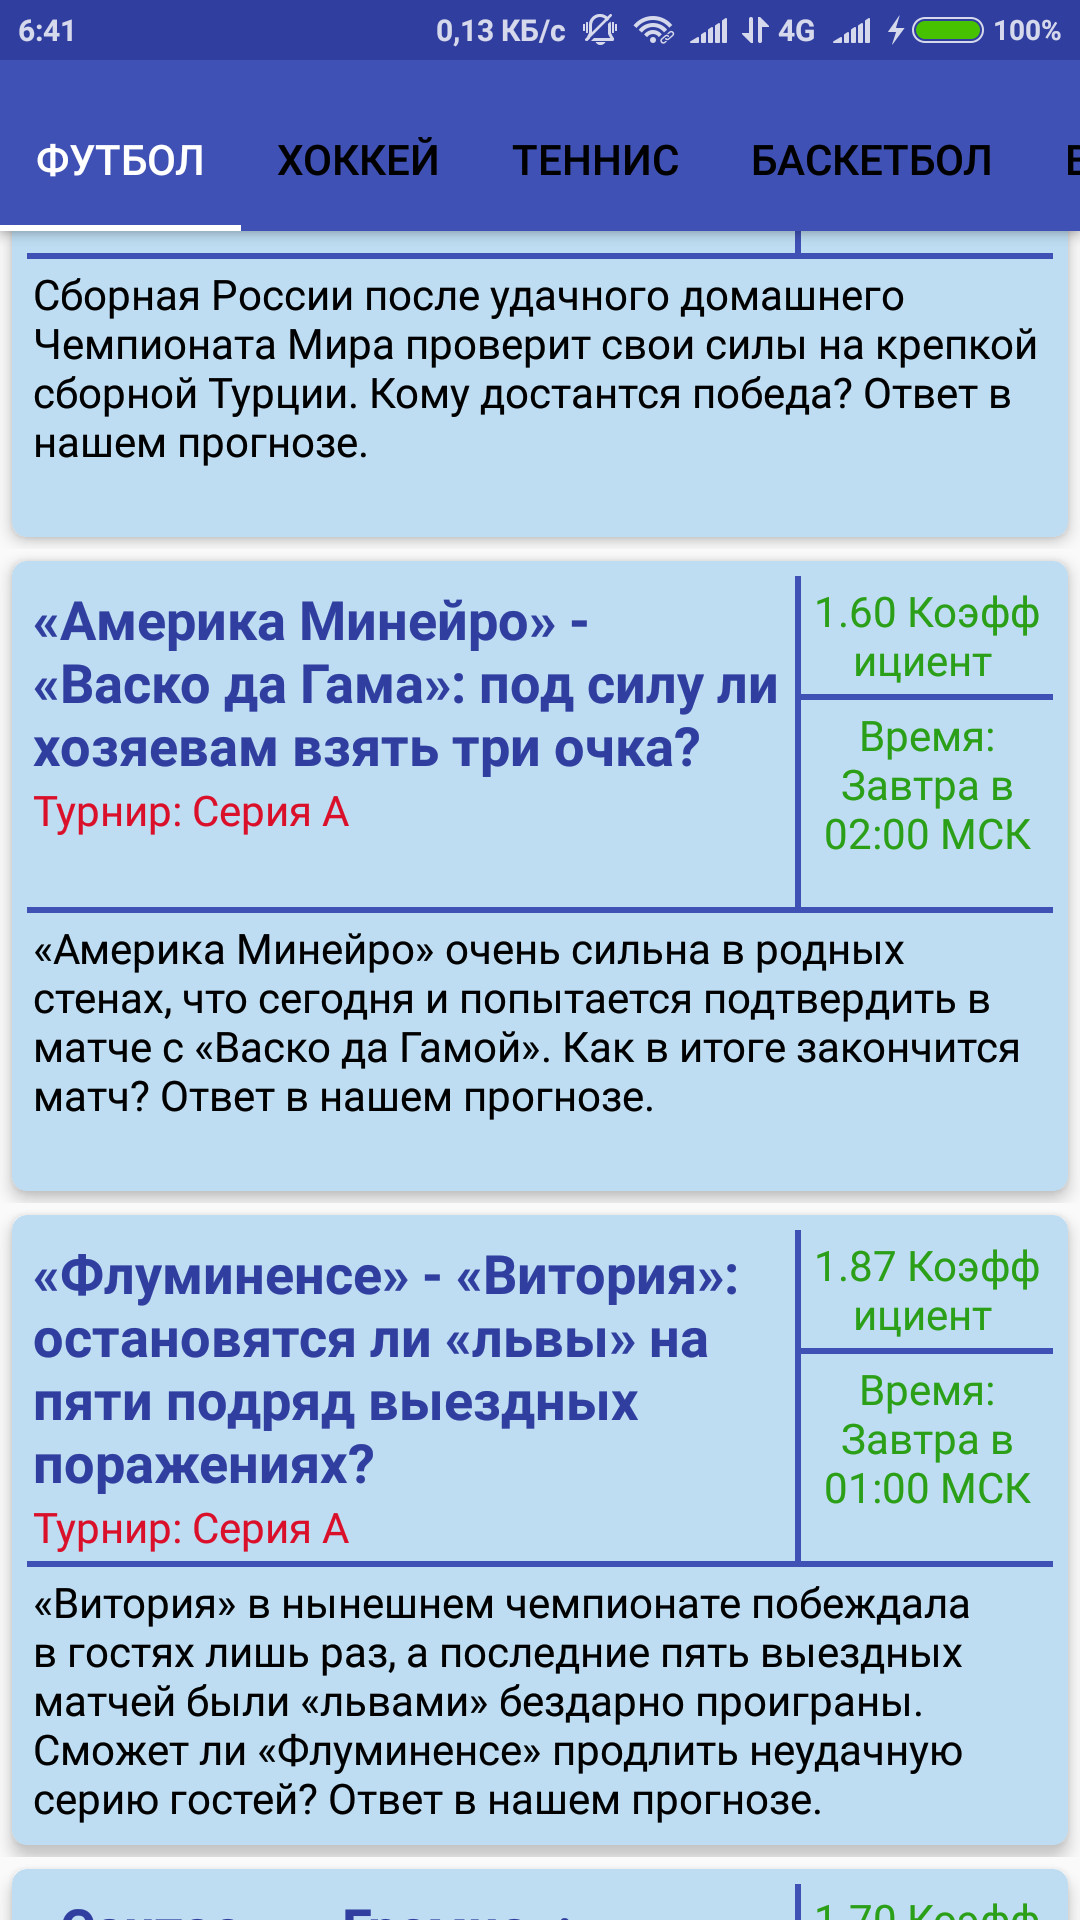 6:41 0,13 КБ/с 4G 100%
ФУТБОЛ ХОККЕЙ ТЕННИС БАСКЕТБОЛ
Сборная России после удачного домашнего
Чемпионата Мира проверит свои силы на крепкой
сборной Турции. Кому достантся победа? Ответ в
нашем прогнозе.
«Америка Минейро» -
«Васко да Гама»: под силу ли
хозяевам взять три очка?
Турнир: Серия А
1.60 Коэфф
ициент
Время:
Завтра в
02:00 МСК
«Америка Минейро» очень сильна в родных
стенах, что сегодня и попытается подтвердить в
матче с «Васко да Гамой». Как в итоге закончится
матч? Ответ в нашем прогнозе.
«Флуминенсе» - «Витория»:
остановятся ли «львы» на
пяти подряд выездных
поражениях?
Турнир: Серия А
1.87 Коэфф
ициент
Время:
Завтра в
01:00 МСК
«Витория» в нынешнем чемпионате побеждала
в гостях лишь раз, а последние пять выездных
матчей были «львами» бездарно проиграны.
Сможет ли «Флуминенсе» продлить неудачную
серию гостей? Ответ в нашем прогнозе.
1.70 Коэфф